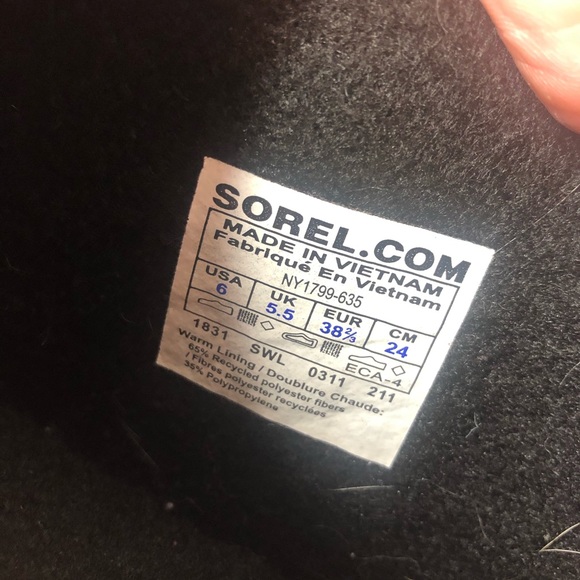 SOREL.COM
MADE IN VIETNAM
Fabriqué En Vietnam
NY1799-635
USA UK EUR CM
6 5.5 38⅔ 24
ECA-4
1831 SWL 0311 211
Warm Lining / Doublure Chaude:
65% Recycled polyester fibers
/ Fibres polyester recyclées
35% Polypropylene